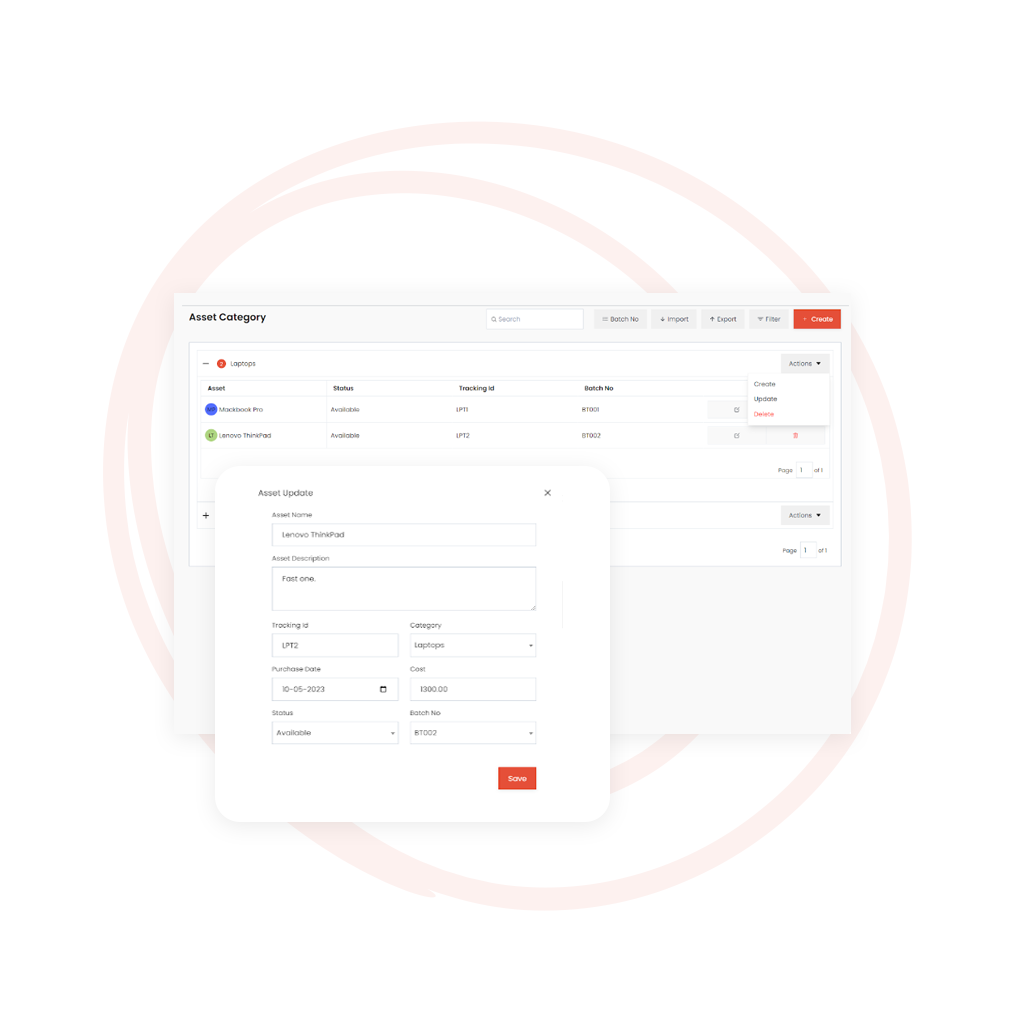 Asset Category
Search
Batch No
Import
Export
Filter
+ Create
2 Laptops
Actions
Asset Status Tracking Id Batch No
Create
Update
Delete
MP Mackbook Pro Available LPT1 BT001
LT Lenovo ThinkPad Available LPT2 BT002
Page 1 of 1
Actions
Page 1 of 1
Asset Update
Asset Name
Lenovo ThinkPad
Asset Description
Fast one.
Tracking Id Category
LPT2 Laptops
Purchase Date Cost
10-05-2023 1300.00
Status Batch No
Available BT002
Save